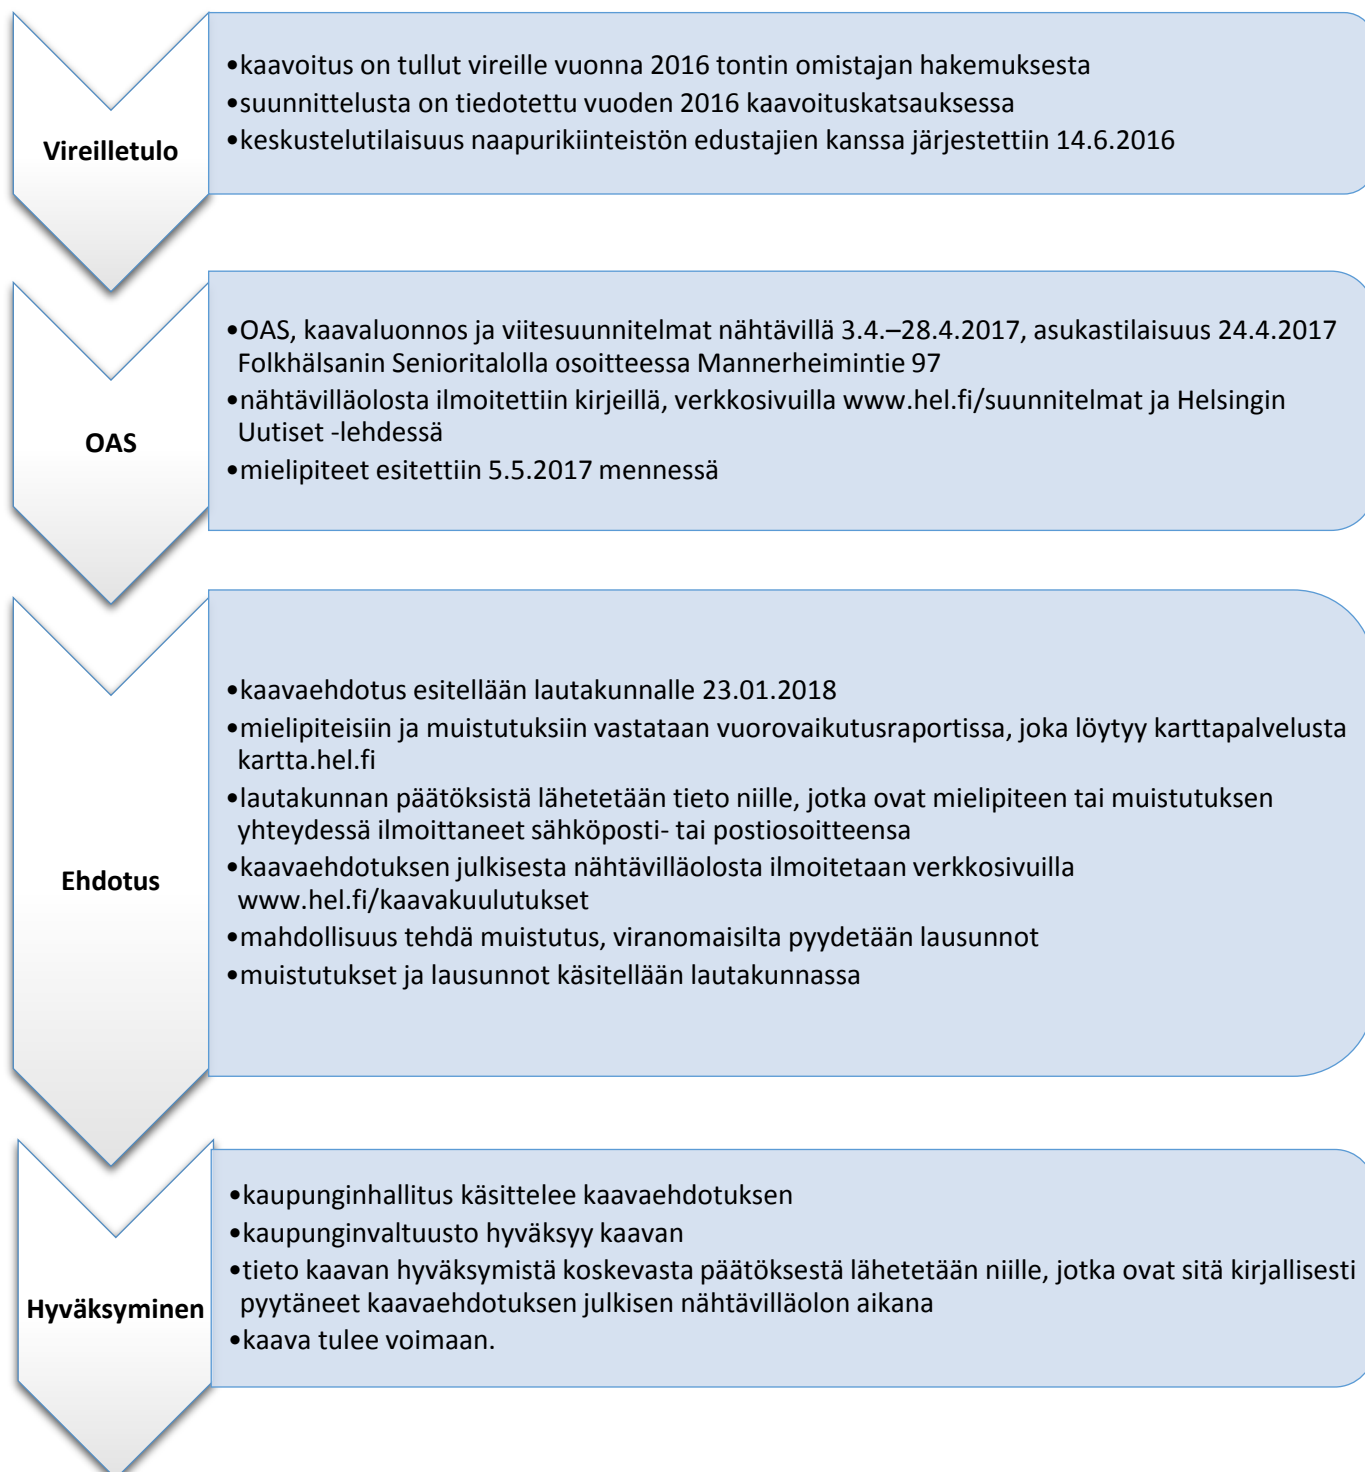 Vireilletulo
•kaavoitus on tullut vireille vuonna 2016 tontin omistajan hakemuksesta
•suunnittelusta on tiedotettu vuoden 2016 kaavoituskatsauksessa
•keskustelutilaisuus naapurikiinteistön edustajien kanssa järjestettiin 14.6.2016
OAS
•OAS, kaavaluonnos ja viitesuunnitelmat nähtävillä 3.4.–28.4.2017, asukastilaisuus 24.4.2017
Folkhälsanin Senioritalolla osoitteessa Mannerheimintie 97
•nähtävilläolosta ilmoitettiin kirjeillä, verkkosivuilla www.hel.fi/suunnitelmat ja Helsingin
Uutiset -lehdessä
•mielipiteet esitettiin 5.5.2017 mennessä
Ehdotus
•kaavaehdotus esitellään lautakunnalle 23.01.2018
•mielipiteisiin ja muistutuksiin vastataan vuorovaikutusraportissa, joka löytyy karttapalvelusta
kartta.hel.fi
•lautakunnan päätöksistä lähetetään tieto niille, jotka ovat mielipiteen tai muistutuksen
yhteydessä ilmoittaneet sähköposti- tai postiosoitteensa
•kaavaehdotuksen julkisesta nähtävilläolosta ilmoitetaan verkkosivuilla
www.hel.fi/kaavakuulutukset
•mahdollisuus tehdä muistutus, viranomaisilta pyydetään lausunnot
•muistutukset ja lausunnot käsitellään lautakunnassa
Hyväksyminen
•kaupunginhallitus käsittelee kaavaehdotuksen
•kaupunginvaltuusto hyväksyy kaavan
•tieto kaavan hyväksymistä koskevasta päätöksestä lähetetään niille, jotka ovat sitä kirjallisesti
pyytäneet kaavaehdotuksen julkisen nähtävilläolon aikana
•kaava tulee voimaan.